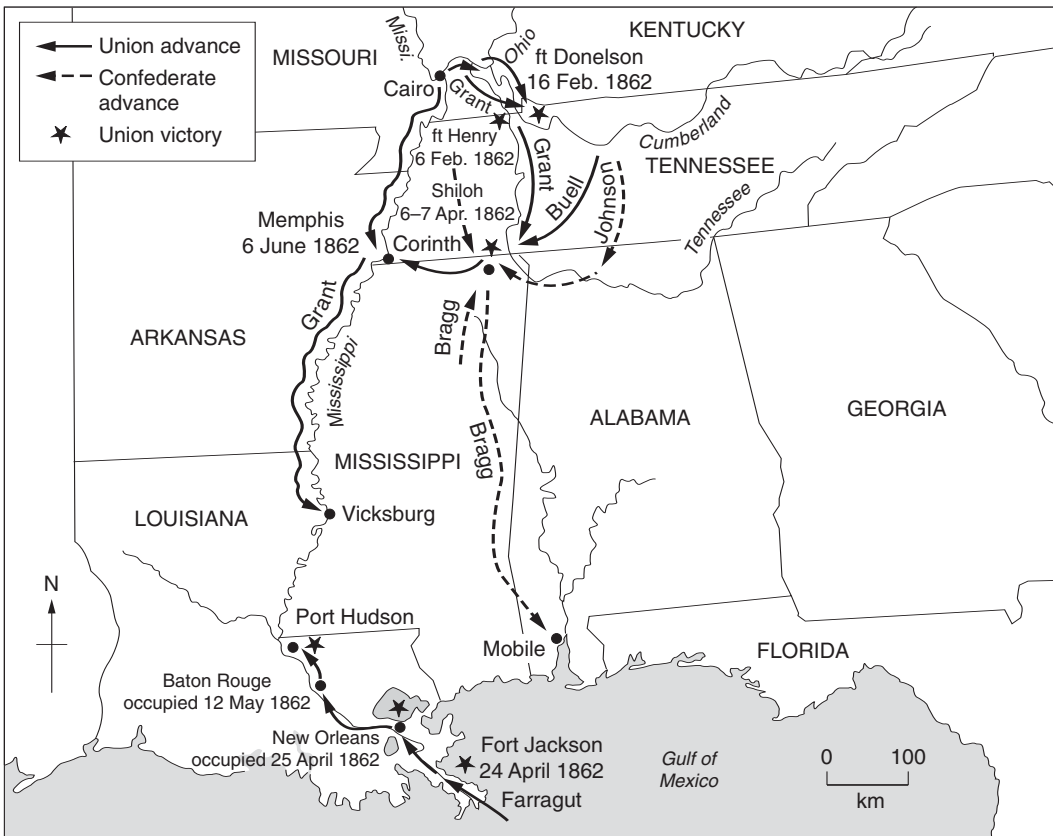 Union advance
Confederate
advance
Union victory
MISSOURI
Missi.
Ohio
KENTUCKY
ft Donelson
16 Feb. 1862
Cairo
Grant
Cumberland
ft Henry
6 Feb. 1862
Grant
Buell
Johnson
TENNESSEE
Tennessee
Shiloh
6–7 Apr. 1862
Memphis
6 June 1862
Corinth
Grant
Mississippi
ARKANSAS
Bragg
Bragg
ALABAMA
GEORGIA
MISSISSIPPI
LOUISIANA
Vicksburg
N
Port Hudson
Mobile
FLORIDA
Baton Rouge
occupied 12 May 1862
New Orleans
occupied 25 April 1862
Fort Jackson
24 April 1862
Farragut
Gulf of
Mexico
0 100
km